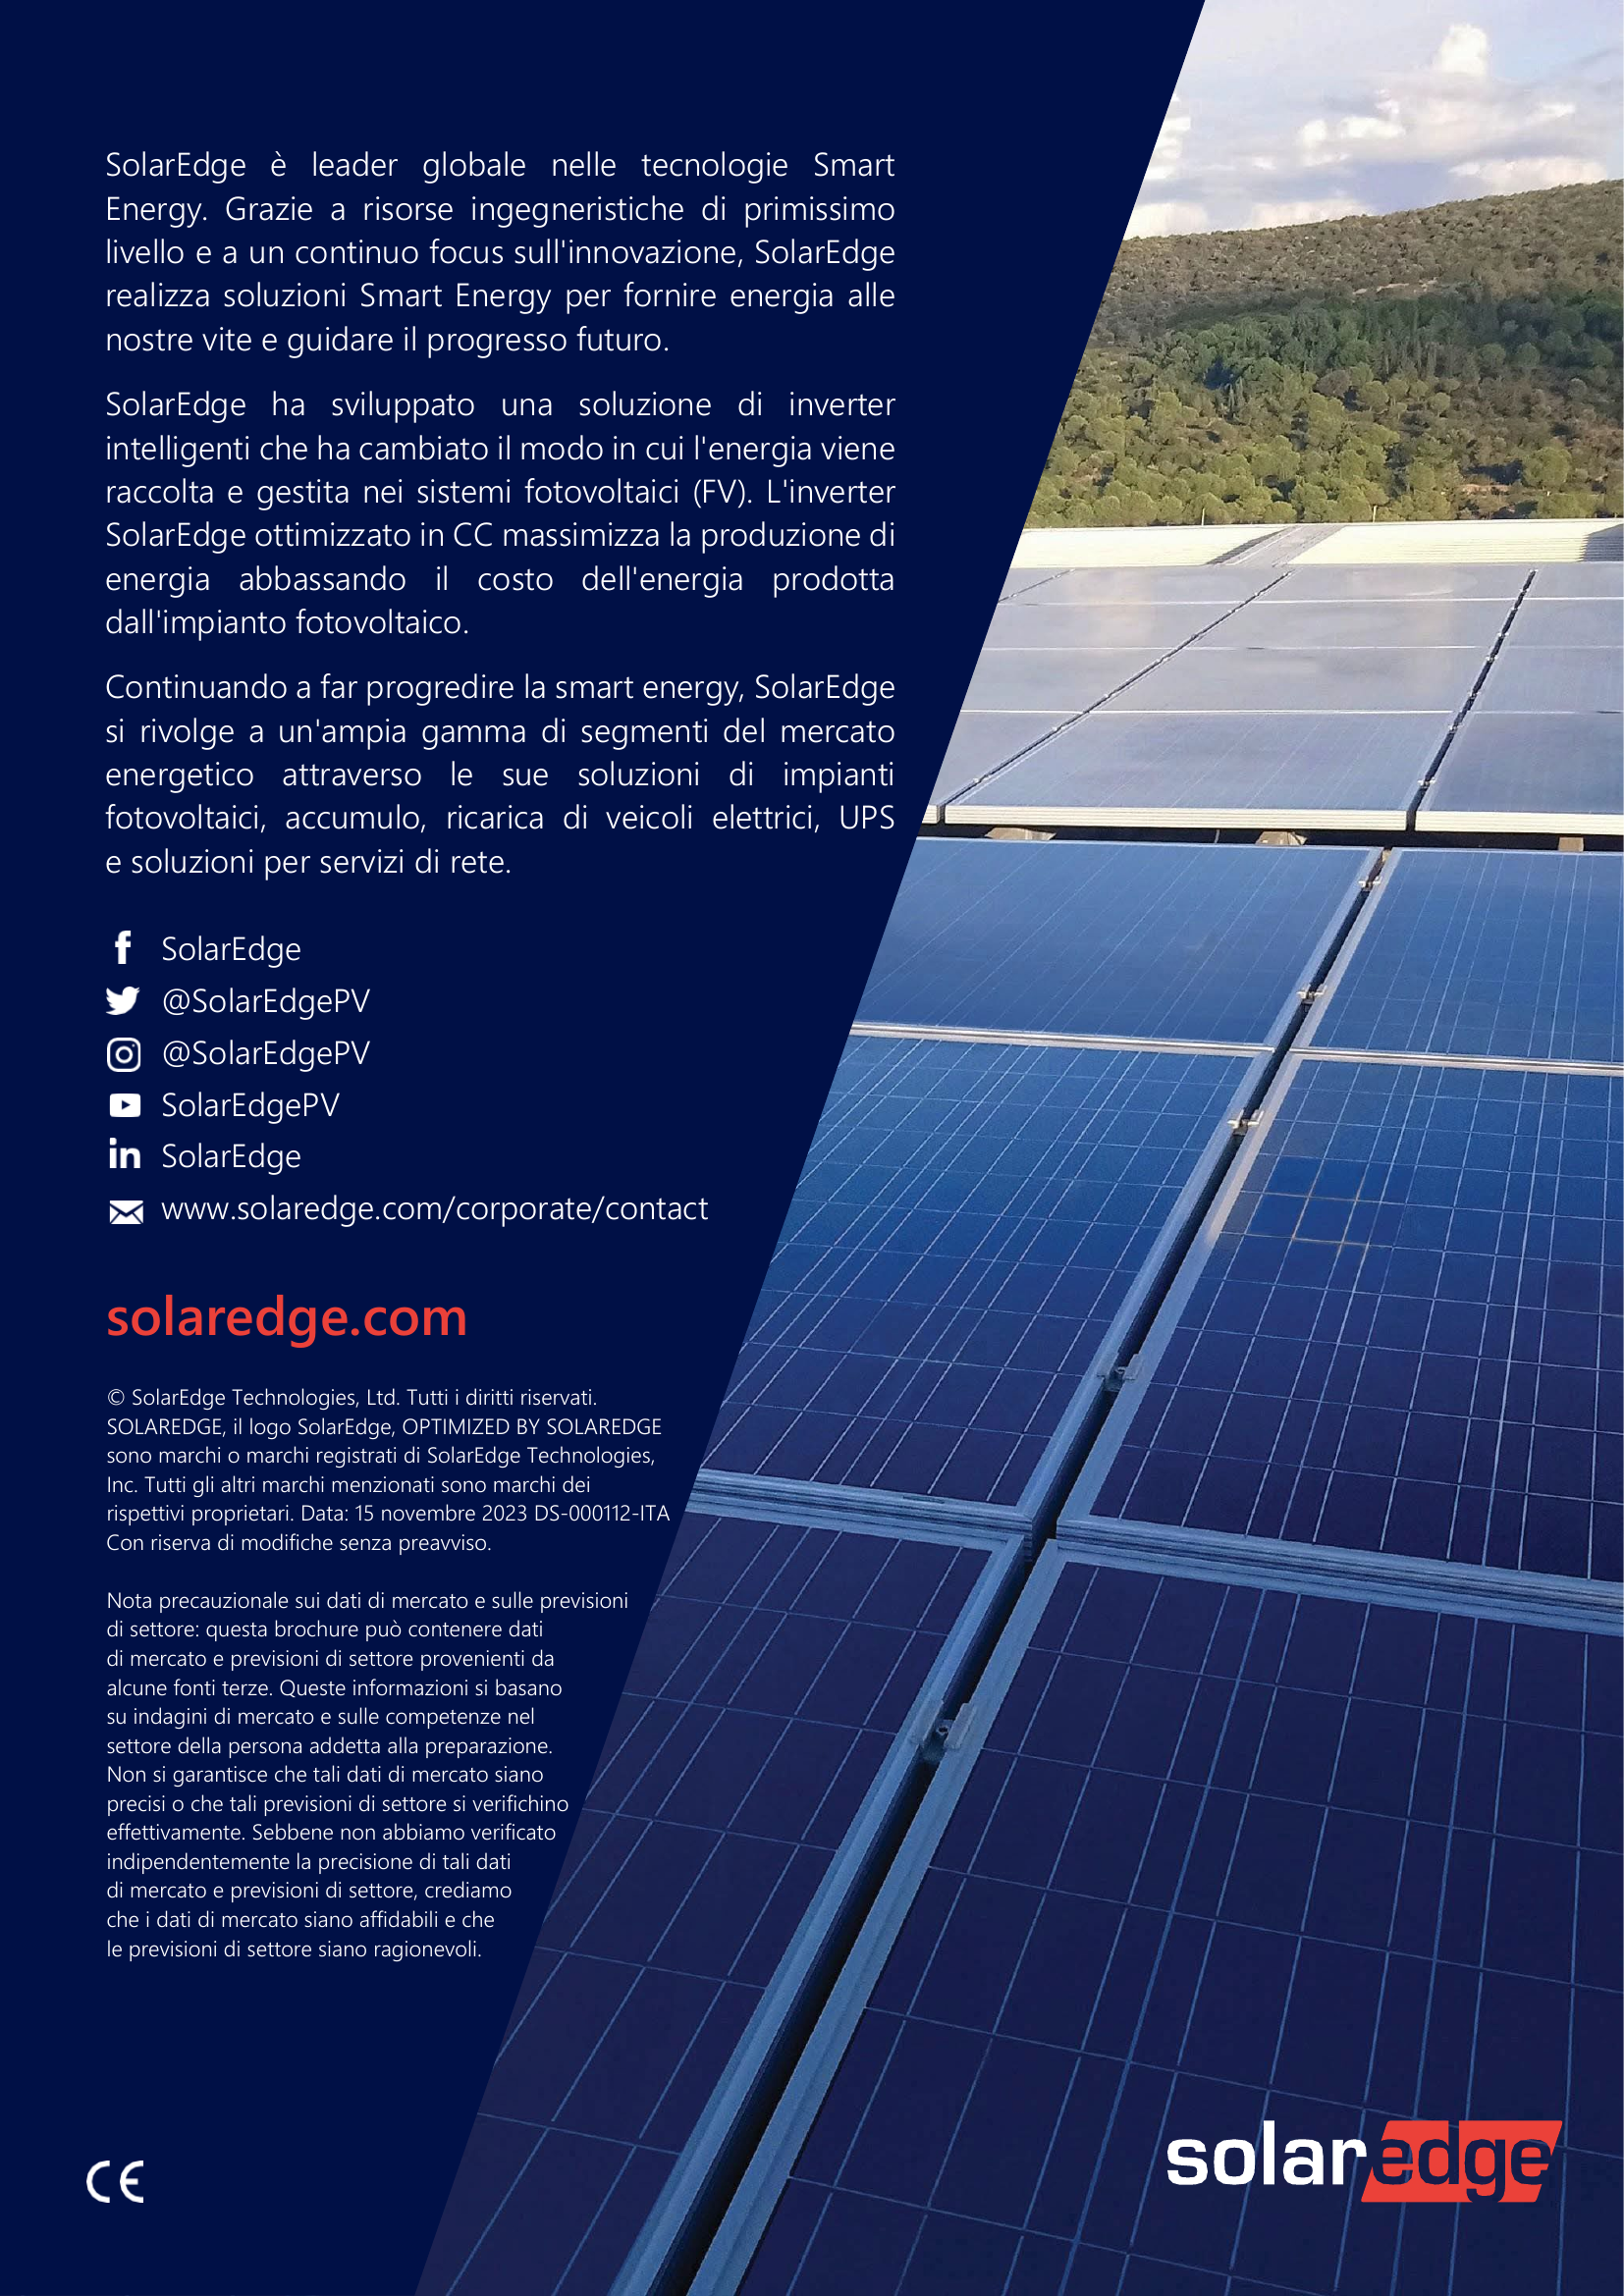 SolarEdge è leader globale nelle tecnologie Smart
Energy. Grazie a risorse ingegneristiche di primissimo
livello e a un continuo focus sull'innovazione, SolarEdge
realizza soluzioni Smart Energy per fornire energia alle
nostre vite e guidare il progresso futuro.
SolarEdge ha sviluppato una soluzione di inverter
intelligenti che ha cambiato il modo in cui l'energia viene
raccolta e gestita nei sistemi fotovoltaici (FV). L'inverter
SolarEdge ottimizzato in CC massimizza la produzione di
energia abbassando il costo dell'energia prodotta
dall'impianto fotovoltaico.
Continuando a far progredire la smart energy, SolarEdge
si rivolge a un'ampia gamma di segmenti del mercato
energetico attraverso le sue soluzioni di impianti
fotovoltaici, accumulo, ricarica di veicoli elettrici, UPS
e soluzioni per servizi di rete.
SolarEdge
@SolarEdgePV
@SolarEdgePV
SolarEdgePV
SolarEdge
www.solaredge.com/corporate/contact
solaredge.com
© SolarEdge Technologies, Ltd. Tutti i diritti riservati.
SOLAREDGE, il logo SolarEdge, OPTIMIZED BY SOLAREDGE
sono marchi o marchi registrati di SolarEdge Technologies,
Inc. Tutti gli altri marchi menzionati sono marchi dei
rispettivi proprietari. Data: 15 novembre 2023 DS-000112-ITA
Con riserva di modifiche senza preavviso.
Nota precauzionale sui dati di mercato e sulle previsioni
di settore: questa brochure può contenere dati
di mercato e previsioni di settore provenienti da
alcune fonti terze. Queste informazioni si basano
su indagini di mercato e sulle competenze nel
settore della persona addetta alla preparazione.
Non si garantisce che tali dati di mercato siano
precisi o che tali previsioni di settore si verifichino
effettivamente. Sebbene non abbiamo verificato
indipendentemente la precisione di tali dati
di mercato e previsioni di settore, crediamo
che i dati di mercato siano affidabili e che
le previsioni di settore siano ragionevoli.
CE
solaredge